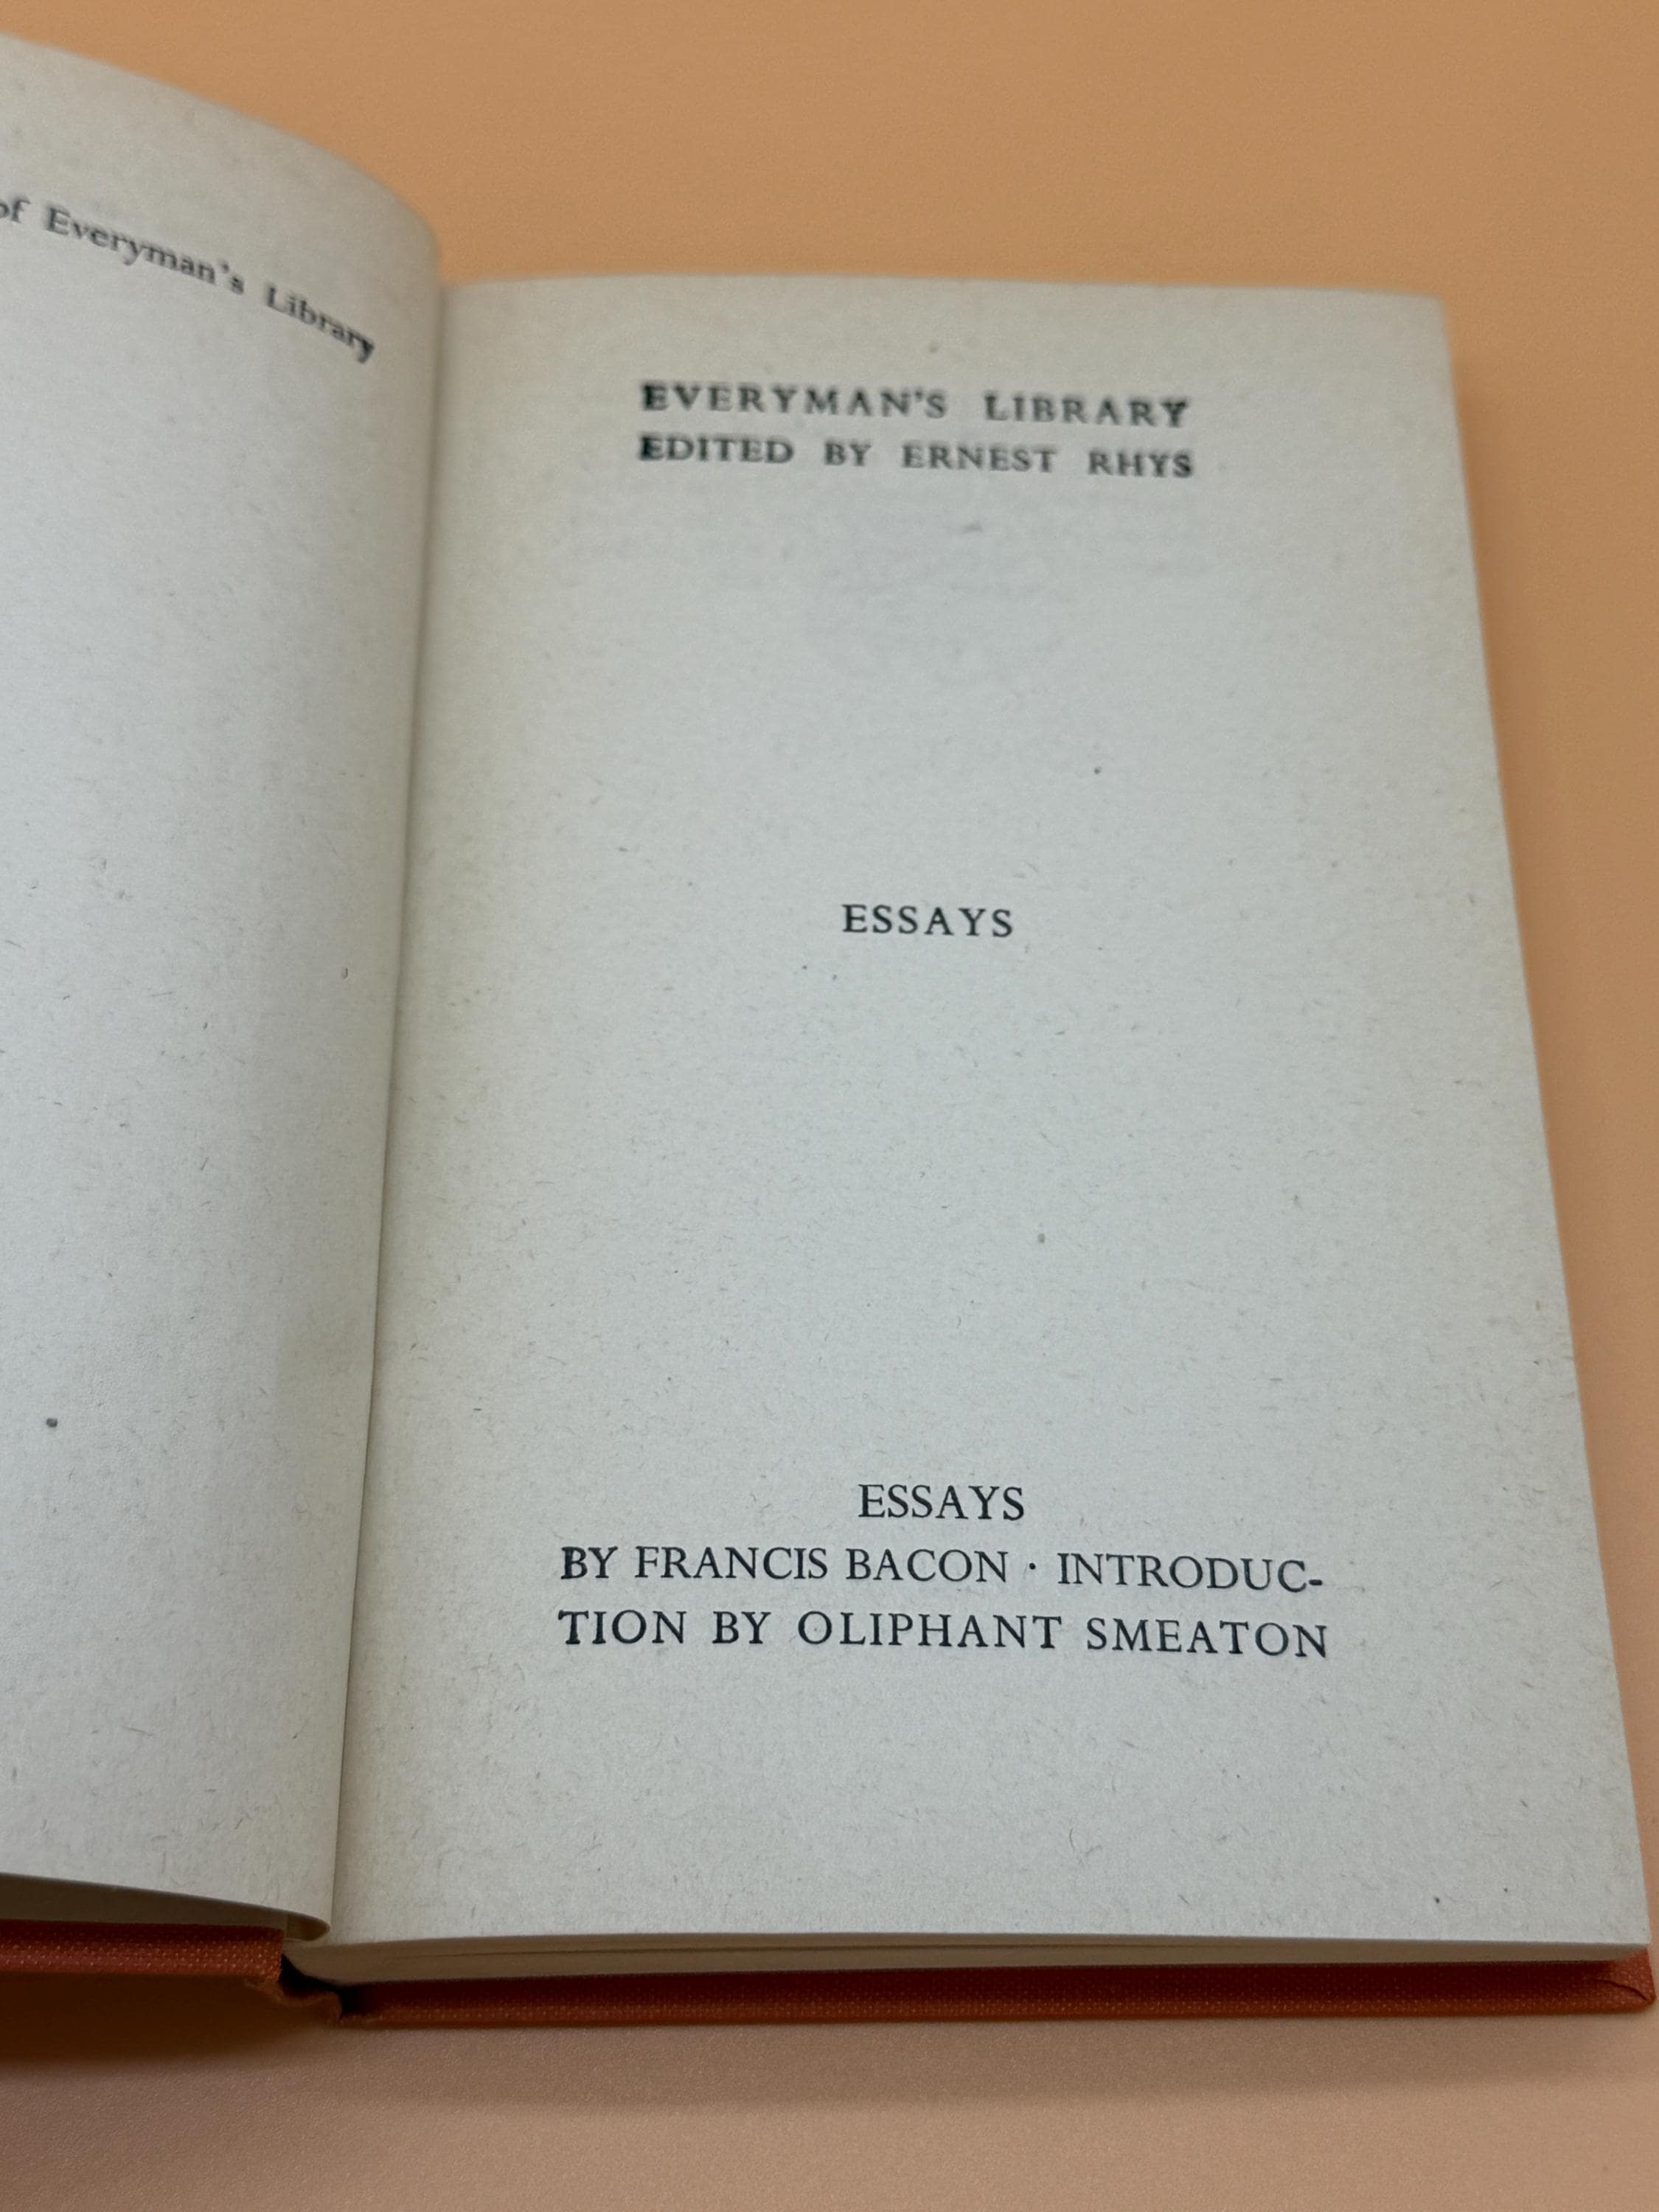 of Everyman's Library
EVERYMAN'S LIBRARY
EDITED BY ERNEST RHYS
ESSAYS
ESSAYS
BY FRANCIS BACON · INTRODUC-
TION BY OLIPHANT SMEATON